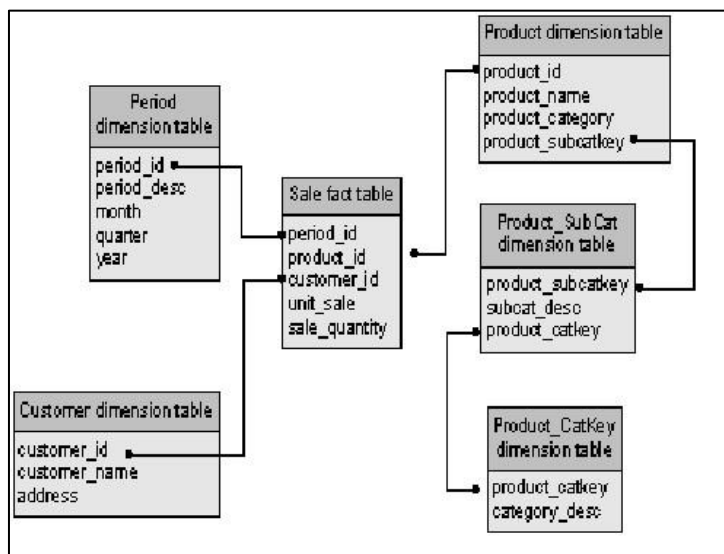 Period
dimension table
period_id
period_desc
month
quarter
year
Customer dimension table
customer_id
customer_name
address
Sale fact table
period_id
product_id
customer_id
unit_sale
sale_quantity
Product dimension table
product_id
product_name
product_category
product_subcatkey
Product_SubCat
dimension table
product_subcatkey
subcat_desc
product_catkey
Product_CatKey
dimension table
product_catkey
category_desc